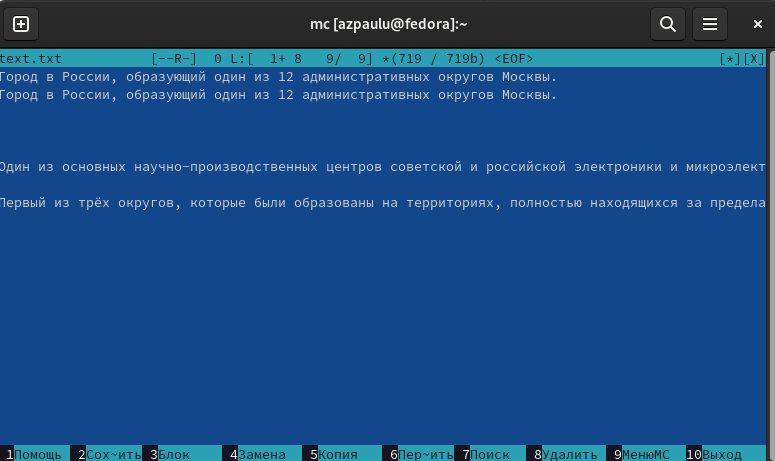 mc [azpaulu@fedora]:~
text.txt [--R-] 0 L:[ 1+ 8 9/ 9] *(719 / 719b) <EOF> [*][X]
Город в России, образующий один из 12 административных округов Москвы.
Город в России, образующий один из 12 административных округов Москвы.
Один из основных научно-производственных центров советской и российской электроники и микроэлект
Первый из трёх округов, которые были образованы на территориях, полностью находящихся за предела
1Помощь 2Сох~ить 3Блок 4Замена 5Копия 6Пер~ить 7Поиск 8Удалить 9МенюMC 10Выход